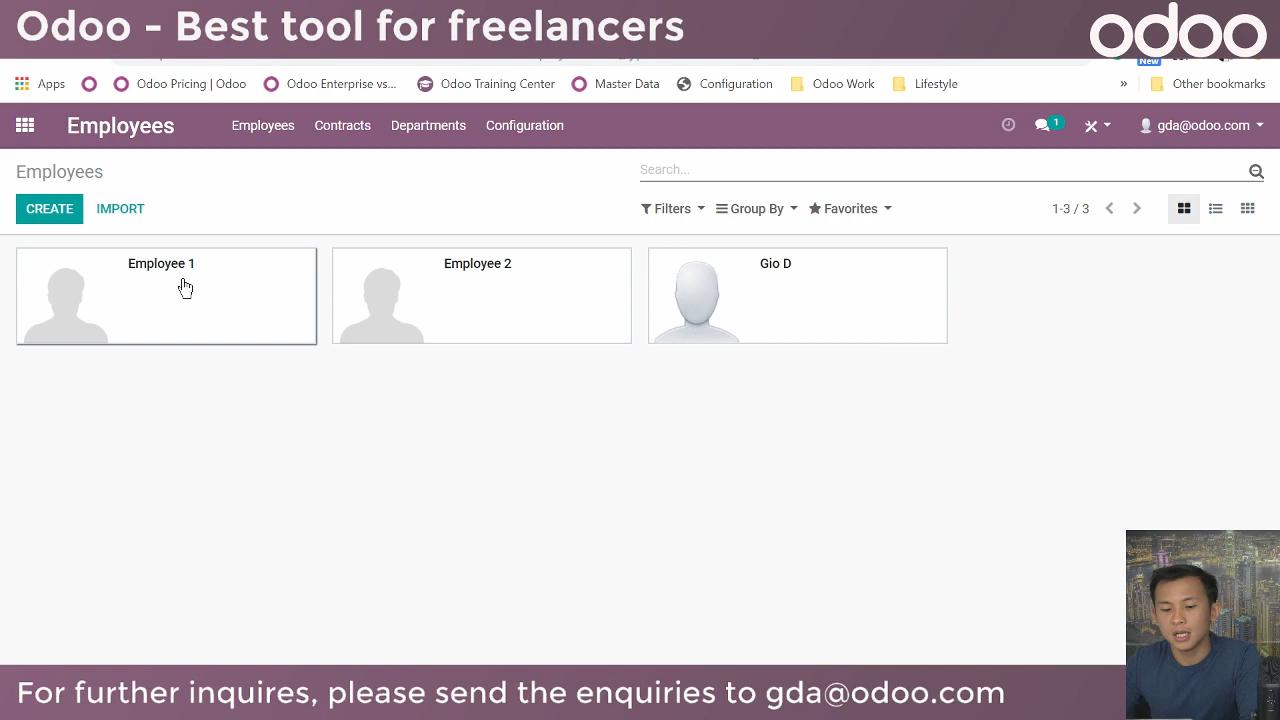 Odoo - Best tool for freelancers
odoo
New
Apps
Odoo Pricing | Odoo
Odoo Enterprise vs...
Odoo Training Center
Master Data
Configuration
Odoo Work
Lifestyle
»
Other bookmarks
Employees
Employees
Contracts
Departments
Configuration
1
gda@odoo.com
Employees
Search...
CREATE
IMPORT
Filters
Group By
Favorites
1-3 / 3
Employee 1
Employee 2
Gio D
For further inquires, please send the enquiries to gda@odoo.com